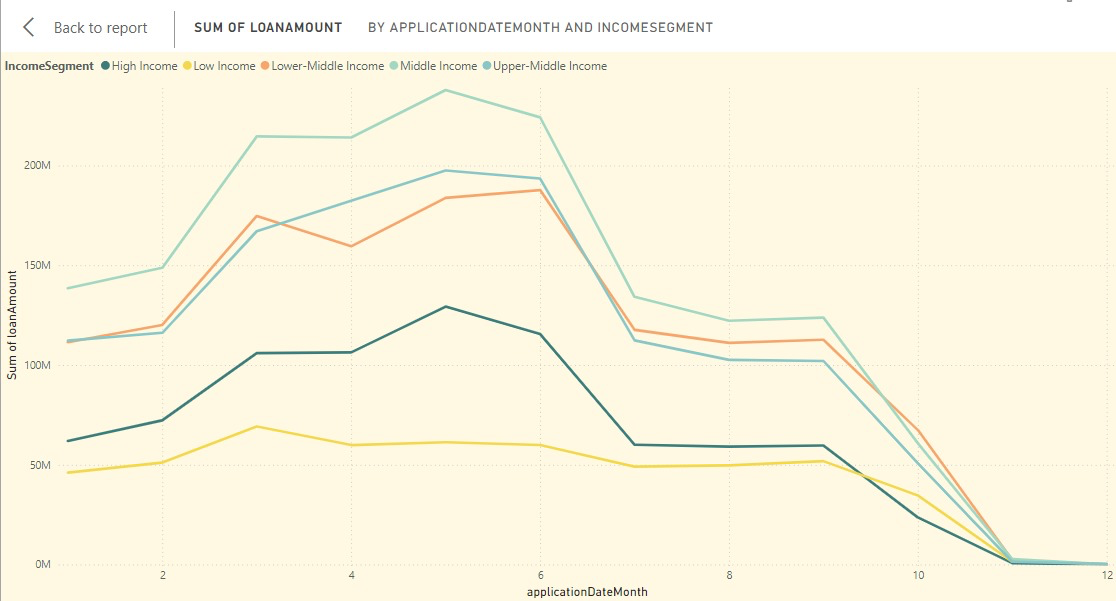 Back to report
SUM OF LOANAMOUNT BY APPLICATIONDATEMONTH AND INCOMESEGMENT
IncomeSegment High Income Low Income Lower-Middle Income Middle Income Upper-Middle Income
200M
150M
100M
50M
0M
Sum of loanAmount
2 4 6 8 10 12
applicationDateMonth